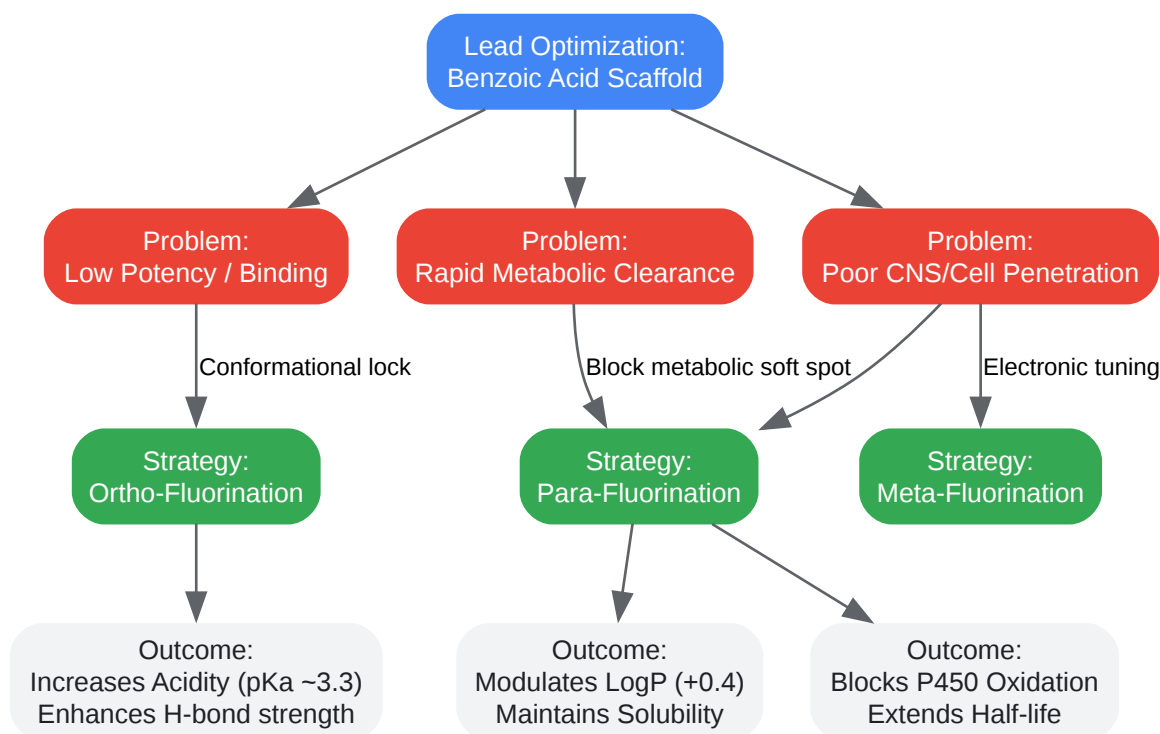 Lead Optimization:
Benzoic Acid Scaffold
Problem:
Low Potency / Binding
Problem:
Rapid Metabolic Clearance
Problem:
Poor CNS/Cell Penetration
Conformational lock
Block metabolic soft spot
Electronic tuning
Strategy:
Ortho-Fluorination
Strategy:
Para-Fluorination
Strategy:
Meta-Fluorination
Outcome:
Increases Acidity (pKa ~3.3)
Enhances H-bond strength
Outcome:
Modulates LogP (+0.4)
Maintains Solubility
Outcome:
Blocks P450 Oxidation
Extends Half-life